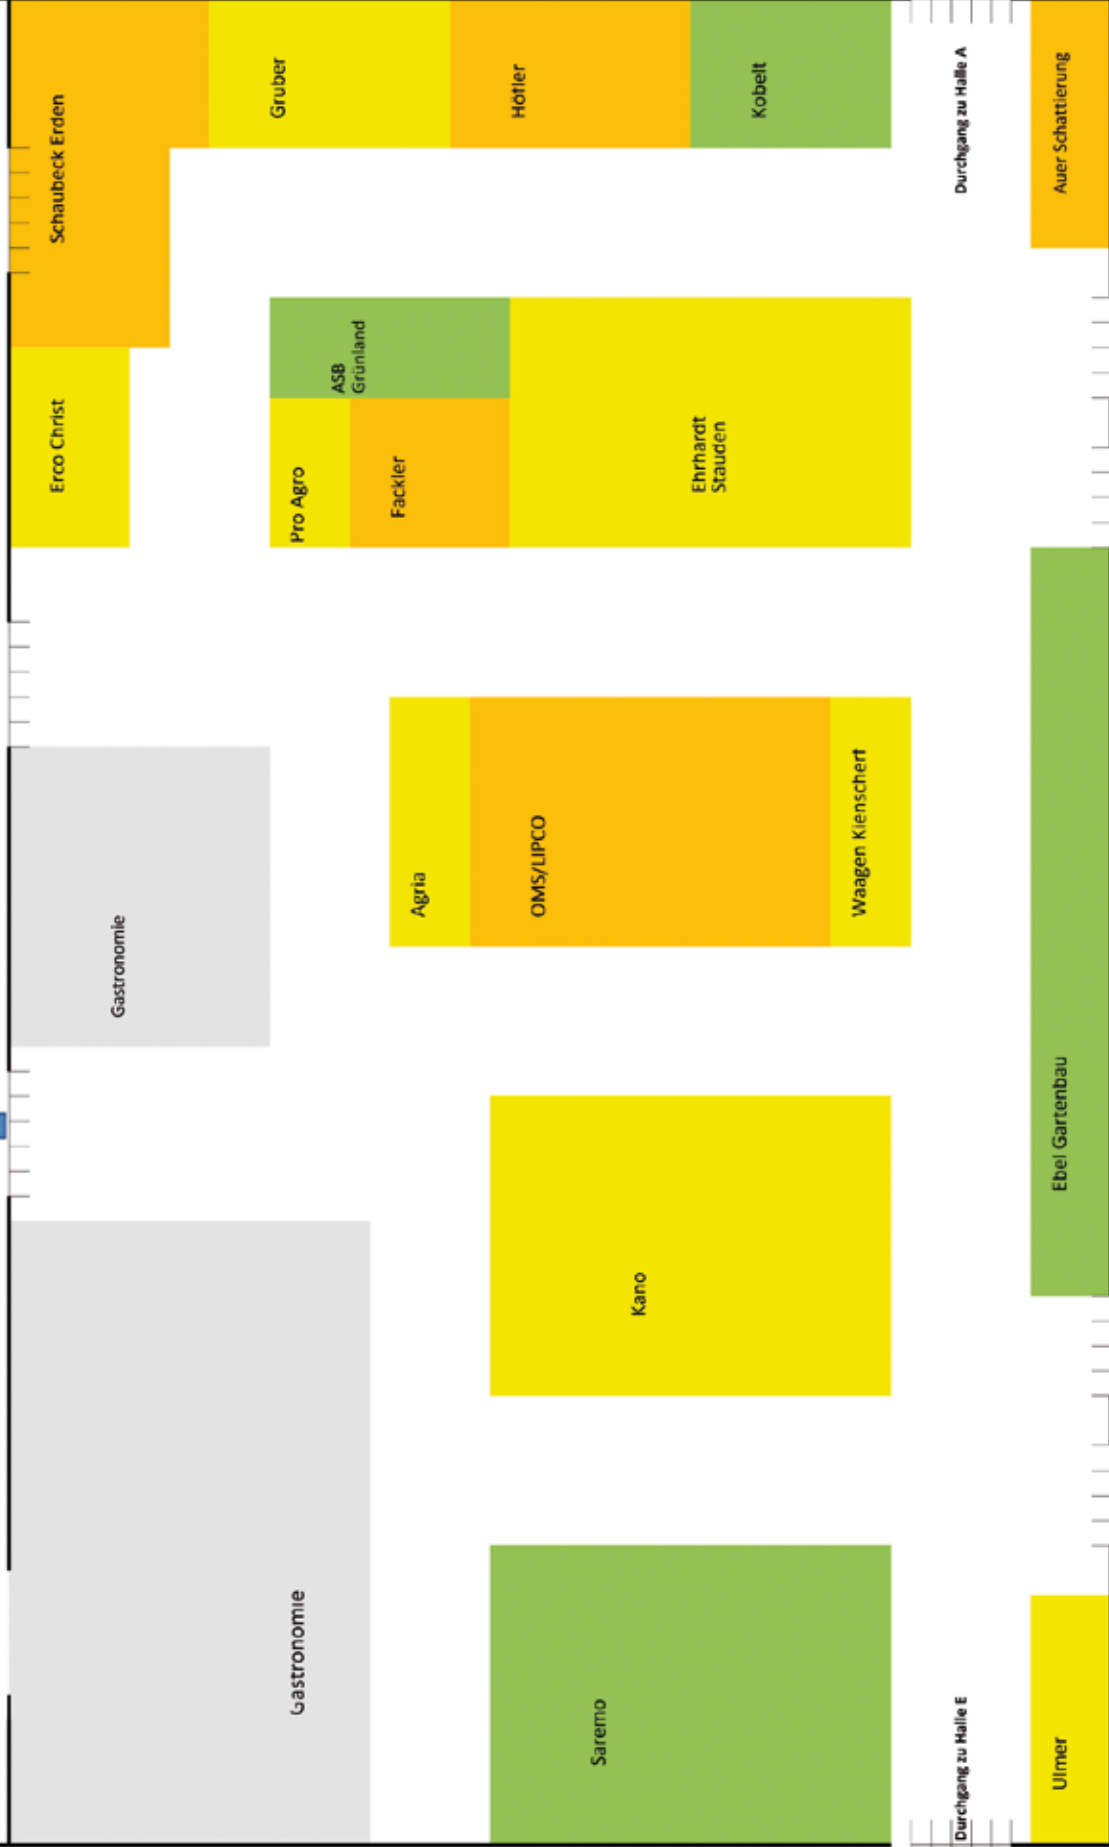 Schaubeck Erden
Gruber
Hötler
Kobelt
Durchgang zu Halle A
Auer Schattierung
Erco Christ
ASB
Grünland
Pro Agro
Fackler
Ehrhardt
Stauden
Gastronomie
Agria
OMS/LIPCO
Waagen Kienschert
Ebel Gartenbau
Kano
Gastronomie
Saremo
Durchgang zu Halle E
Ulmer